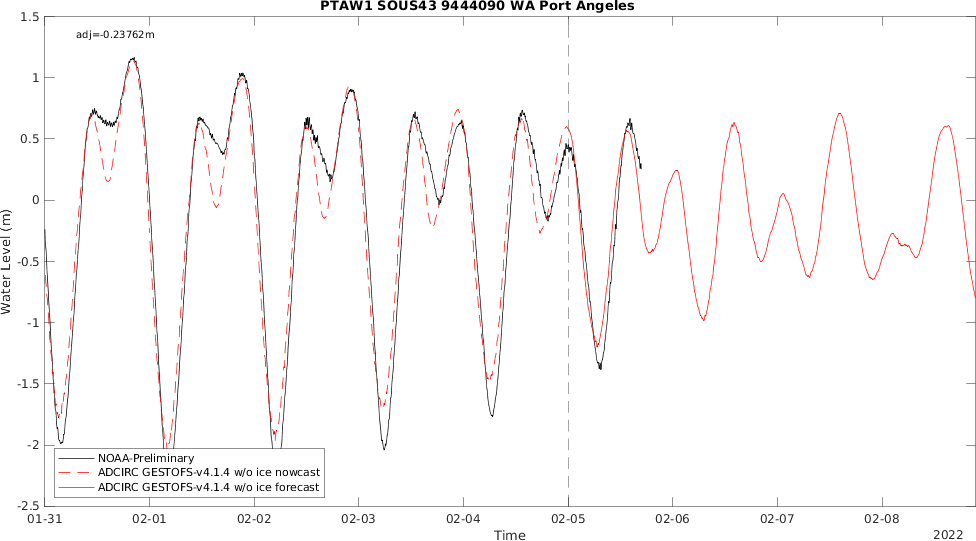 PTAW1 SOUS43 9444090 WA Port Angeles
adj=-0.23762m
1.5
1
0.5
0
-0.5
-1
-1.5
-2
-2.5
Water Level (m)
NOAA-Preliminary
ADCIRC GESTOFS-v4.1.4 w/o ice nowcast
ADCIRC GESTOFS-v4.1.4 w/o ice forecast
01-31 02-01 02-02 02-03 02-04 02-05 02-06 02-07 02-08
Time
2022